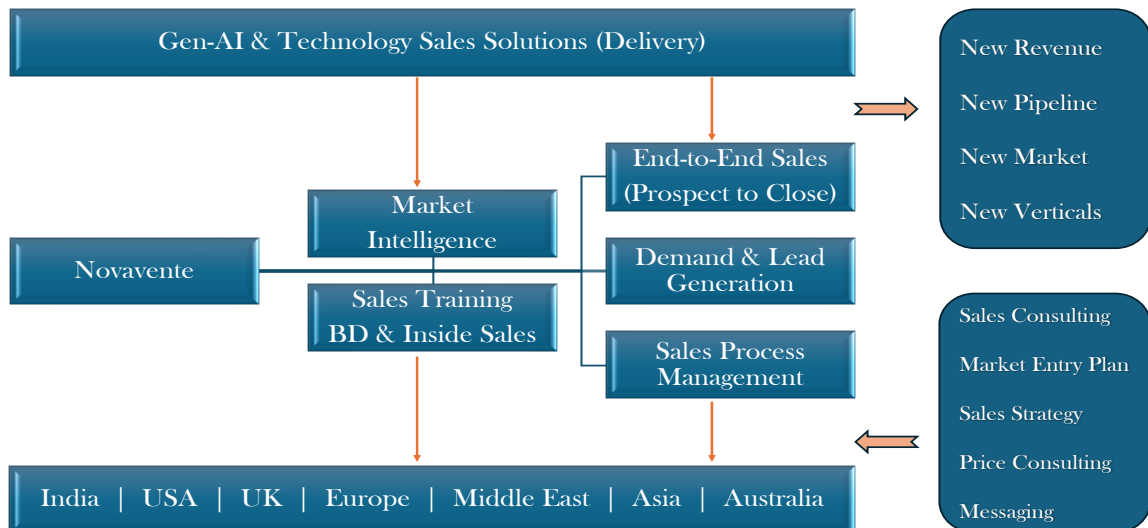 Gen-AI & Technology Sales Solutions (Delivery)
New Revenue
New Pipeline
New Market
New Verticals
End-to-End Sales
(Prospect to Close)
Market
Intelligence
Novavente
Demand & Lead
Generation
Sales Training
BD & Inside Sales
Sales Process
Management
Sales Consulting
Market Entry Plan
Sales Strategy
Price Consulting
Messaging
India | USA | UK | Europe | Middle East | Asia | Australia